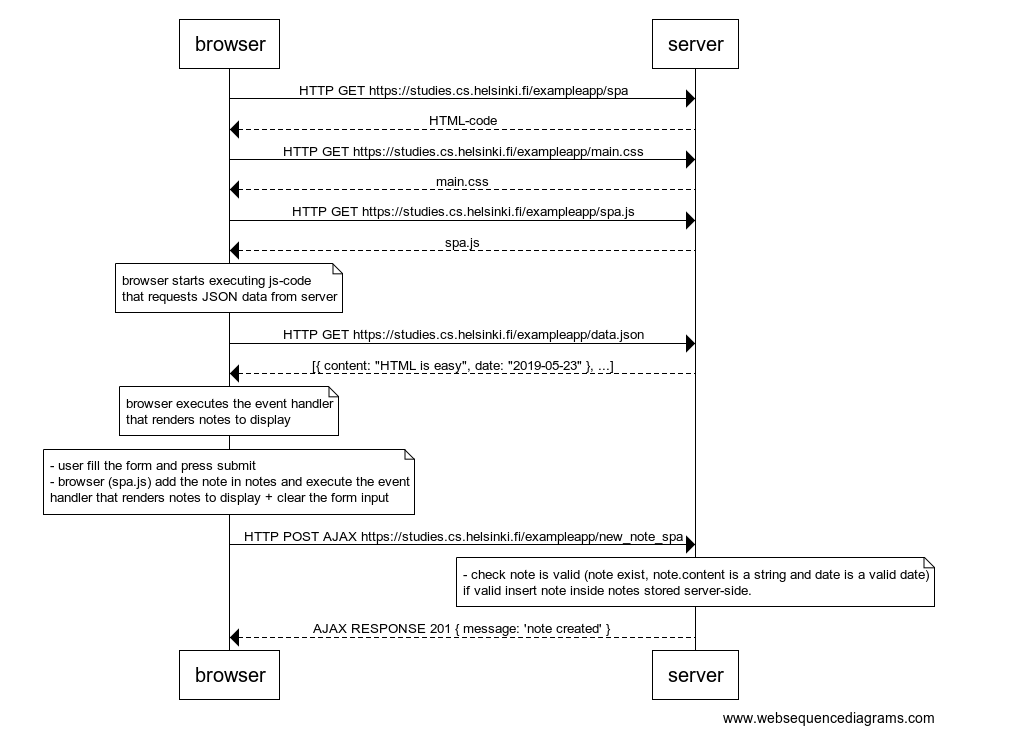 browser
server
HTTP GET https://studies.cs.helsinki.fi/exampleapp/spa
HTML-code
HTTP GET https://studies.cs.helsinki.fi/exampleapp/main.css
main.css
HTTP GET https://studies.cs.helsinki.fi/exampleapp/spa.js
spa.js
browser starts executing js-code
that requests JSON data from server
HTTP GET https://studies.cs.helsinki.fi/exampleapp/data.json
[{ content: "HTML is easy", date: "2019-05-23" }, ...]
browser executes the event handler
that renders notes to display
- user fill the form and press submit
- browser (spa.js) add the note in notes and execute the event
handler that renders notes to display + clear the form input
HTTP POST AJAX https://studies.cs.helsinki.fi/exampleapp/new_note_spa
- check note is valid (note exist, note.content is a string and date is a valid date)
if valid insert note inside notes stored server-side.
AJAX RESPONSE 201 { message: 'note created' }
browser
server
www.websequencediagrams.com